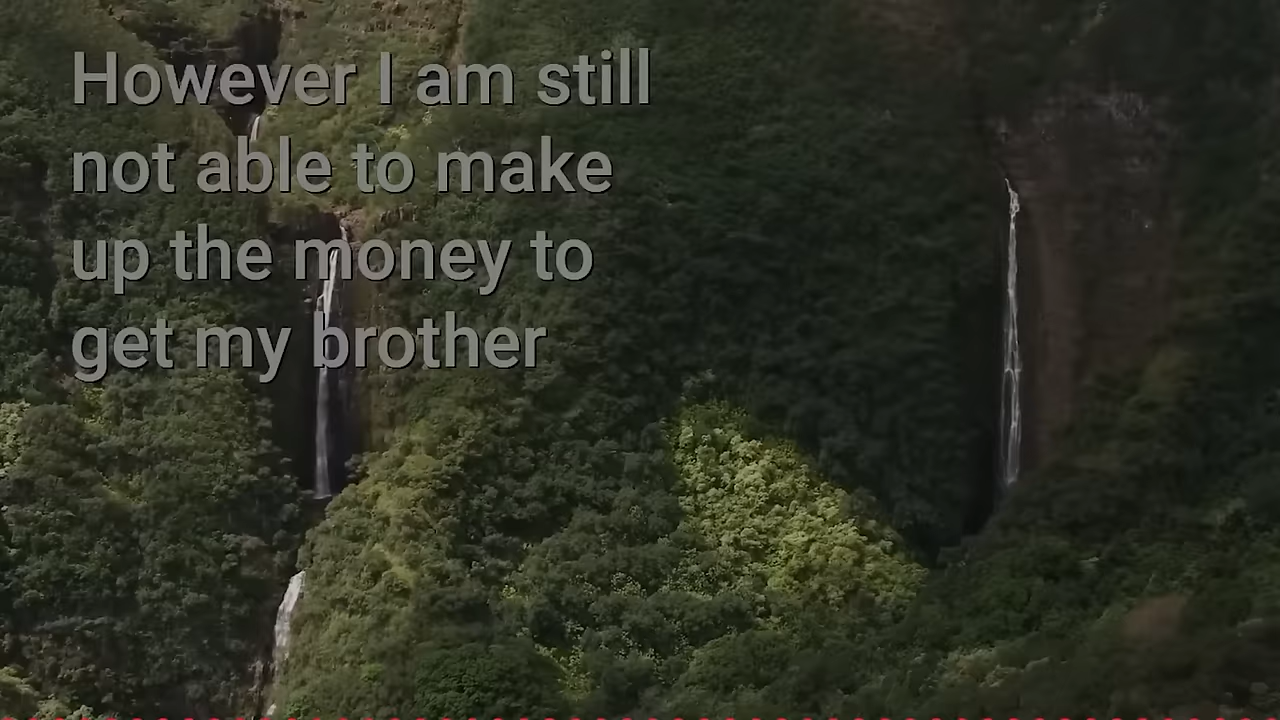 However I am still
not able to make
up the money to
get my brother